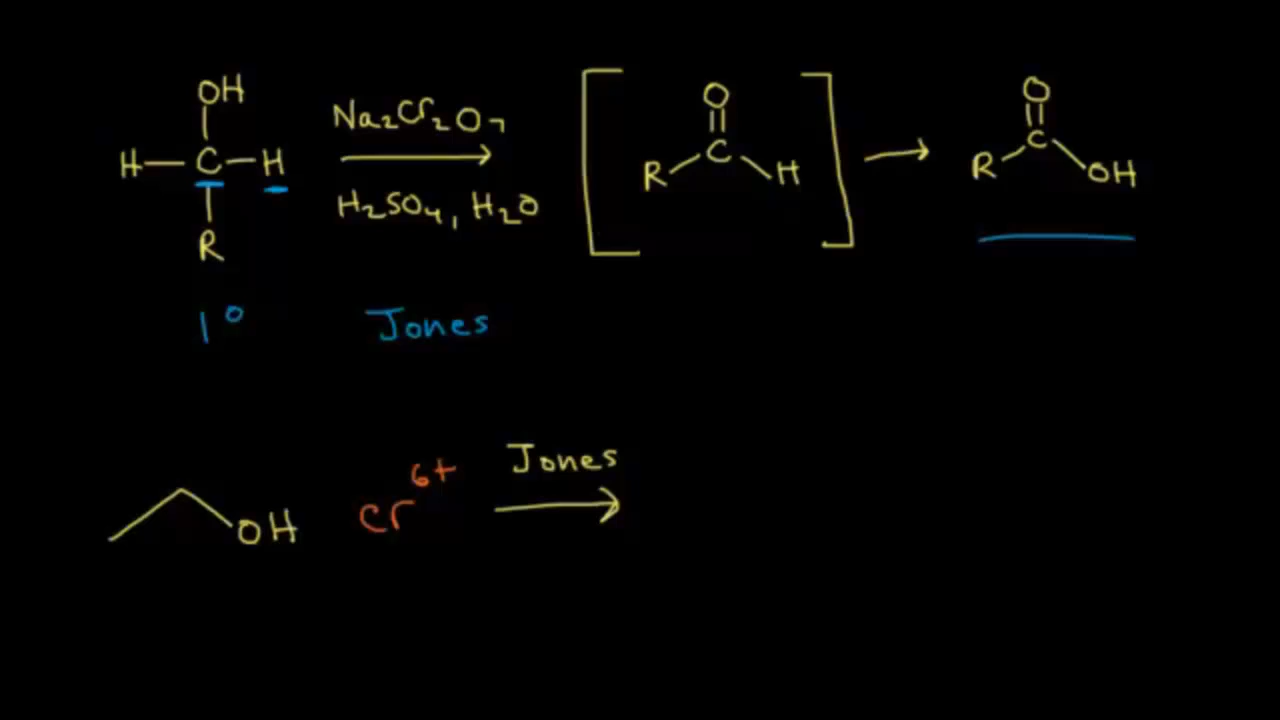 OH
H—C—H
R
Na₂Cr₂O₇
H₂SO₄, H₂O
O
R C H
O
R C OH
1° Jones
OH Cr⁶⁺ Jones